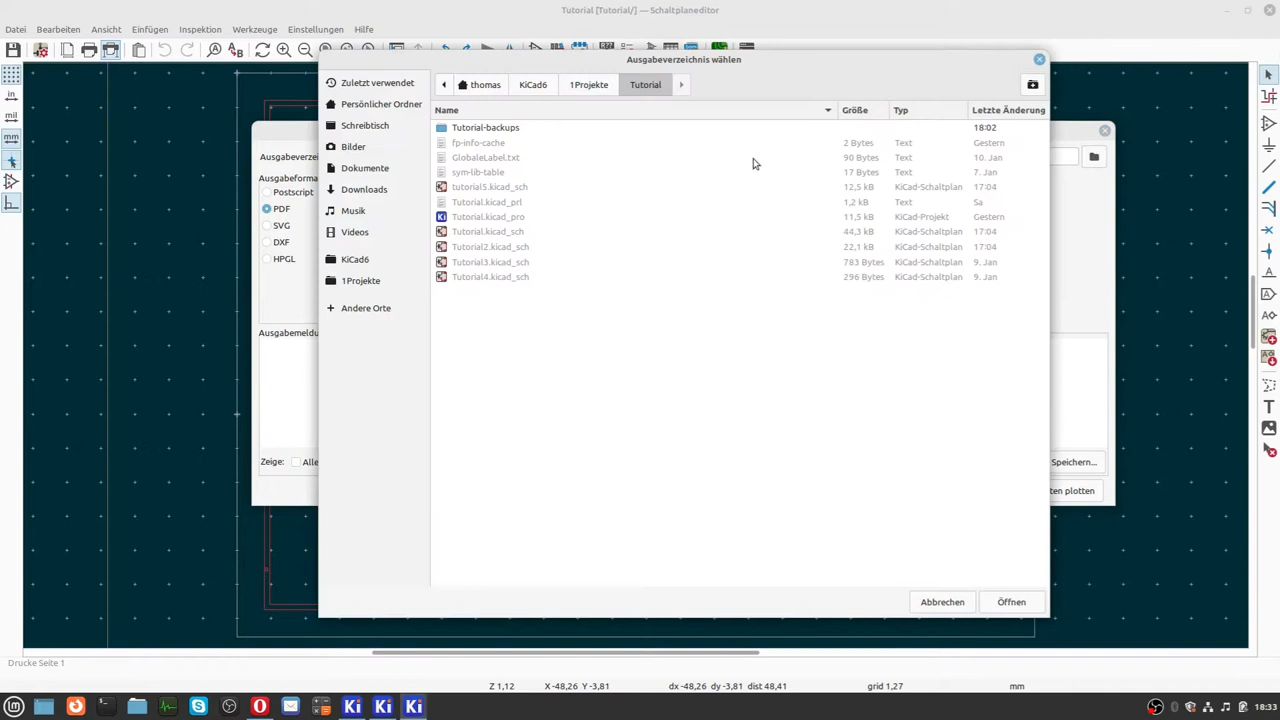 Tutorial [Tutorial/] — Schaltplaneditor
Datei Bearbeiten Ansicht Einfügen Inspektion Werkzeuge Einstellungen Hilfe
Ausgabeverzeichnis wählen
Zuletzt verwendet
Persönlicher Ordner
Schreibtisch
Bilder
Dokumente
Downloads
Musik
Videos
KiCad6
1Projekte
Andere Orte
thomas KiCad6 1Projekte Tutorial
Name Größe Typ Letzte Änderung
Tutorial-backups 18:02
fp-info-cache 2 Bytes Text Gestern
GlobaleLabel.txt 90 Bytes Text 10. Jan
sym-lib-table 17 Bytes Text 7. Jan
tutorial5.kicad_sch 12,5 kB KiCad-Schaltplan 17:04
Tutorial.kicad_prl 1,2 kB Text Sa
Tutorial.kicad_pro 11,5 kB KiCad-Projekt Gestern
Tutorial.kicad_sch 44,3 kB KiCad-Schaltplan 17:04
Tutorial2.kicad_sch 22,1 kB KiCad-Schaltplan 17:04
Tutorial3.kicad_sch 783 Bytes KiCad-Schaltplan 9. Jan
Tutorial4.kicad_sch 296 Bytes KiCad-Schaltplan 9. Jan
Abbrechen Öffnen
Ausgabeverzei
Ausgabeformat
Postscript
PDF
SVG
DXF
HPGL
Ausgabemeldu
Zeige: Alle
Speichern...
ten plotten
in
mil
mm
Drucke Seite 1
Z 1,12 X -48,26 Y -3,81 dx -48,26 dy -3,81 dist 48,41 grid 1,27 mm
18:33